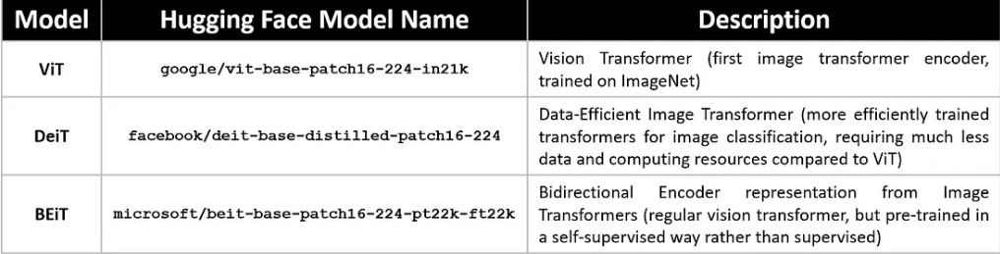 Model Hugging Face Model Name Description
ViT google/vit-base-patch16-224-in21k Vision Transformer (first image transformer encoder,
trained on ImageNet)
DeiT facebook/deit-base-distilled-patch16-224 Data-Efficient Image Transformer (more efficiently trained
transformers for image classification, requiring much less
data and computing resources compared to ViT)
BEiT microsoft/beit-base-patch16-224-pt22k-ft22k Bidirectional Encoder representation from Image
Transformers (regular vision transformer, but pre-trained in
a self-supervised way rather than supervised)